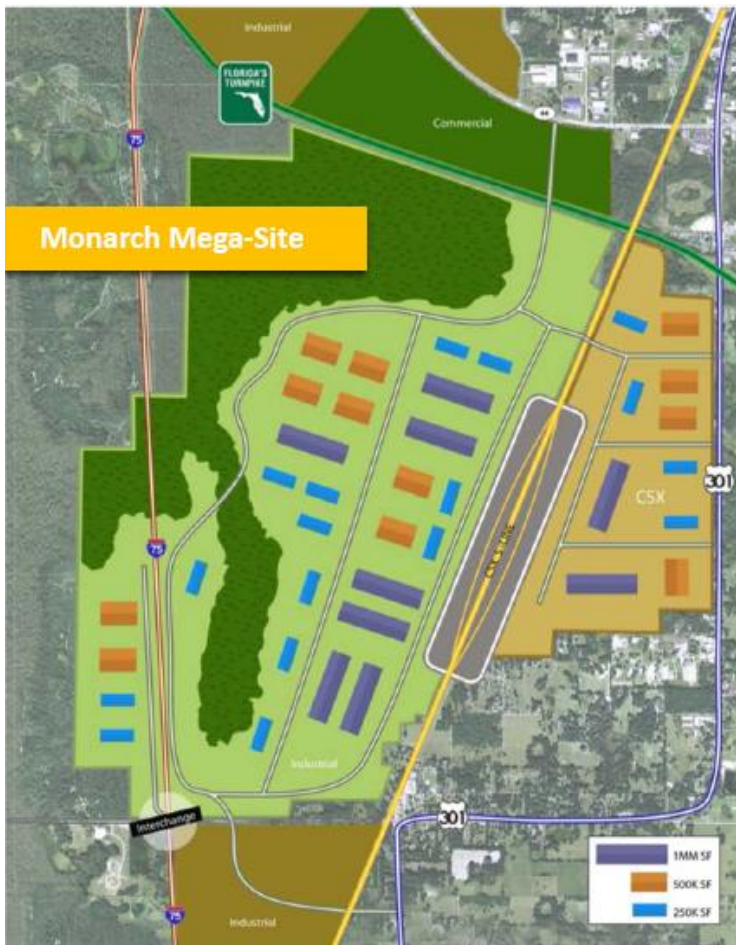 Industrial
FLORIDA'S
TURNPIKE
44
Commercial
75
Monarch Mega-Site
301
CSX
75
Industrial
Interchange
301
1MM SF
500K SF
250K SF
75
Industrial